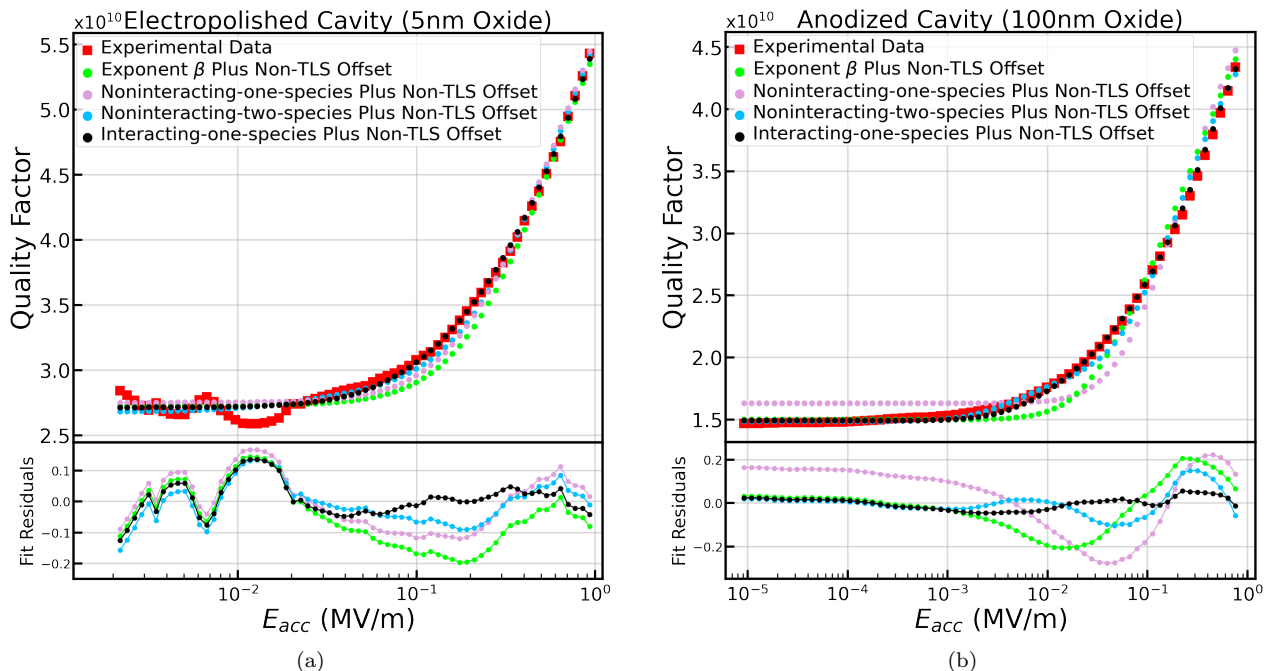 x10¹⁰ Electropolished Cavity (5nm Oxide)
5.5
5.0
4.5
4.0
3.5
3.0
2.5
Quality Factor
Experimental Data
Exponent β Plus Non-TLS Offset
Noninteracting-one-species Plus Non-TLS Offset
Noninteracting-two-species Plus Non-TLS Offset
Interacting-one-species Plus Non-TLS Offset
0.1
0.0
−0.1
−0.2
Fit Residuals
10⁻² 10⁻¹ 10⁰
E_acc (MV/m)
(a)
x10¹⁰ Anodized Cavity (100nm Oxide)
4.5
4.0
3.5
3.0
2.5
2.0
1.5
Quality Factor
Experimental Data
Exponent β Plus Non-TLS Offset
Noninteracting-one-species Plus Non-TLS Offset
Noninteracting-two-species Plus Non-TLS Offset
Interacting-one-species Plus Non-TLS Offset
0.2
0.0
−0.2
Fit Residuals
10⁻⁵ 10⁻⁴ 10⁻³ 10⁻² 10⁻¹ 10⁰
E_acc (MV/m)
(b)